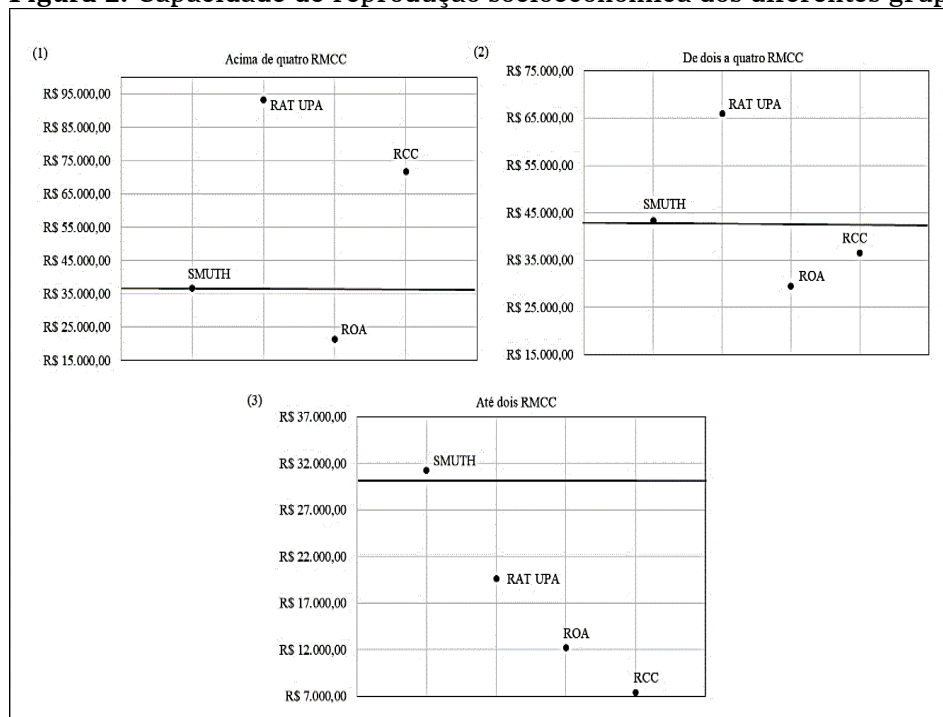 Figura 2: Capacidade de reprodução socioeconômica dos diferentes grup
(1)
Acima de quatro RMCC
R$ 95.000,00
R$ 85.000,00
R$ 75.000,00
R$ 65.000,00
R$ 55.000,00
R$ 45.000,00
R$ 35.000,00
R$ 25.000,00
R$ 15.000,00
SMUTH
RAT UPA
ROA
RCC
(2)
De dois a quatro RMCC
R$ 75.000,00
R$ 65.000,00
R$ 55.000,00
R$ 45.000,00
R$ 35.000,00
R$ 25.000,00
R$ 15.000,00
SMUTH
RAT UPA
ROA
RCC
(3)
Até dois RMCC
R$ 37.000,00
R$ 32.000,00
R$ 27.000,00
R$ 22.000,00
R$ 17.000,00
R$ 12.000,00
R$ 7.000,00
SMUTH
RAT UPA
ROA
RCC